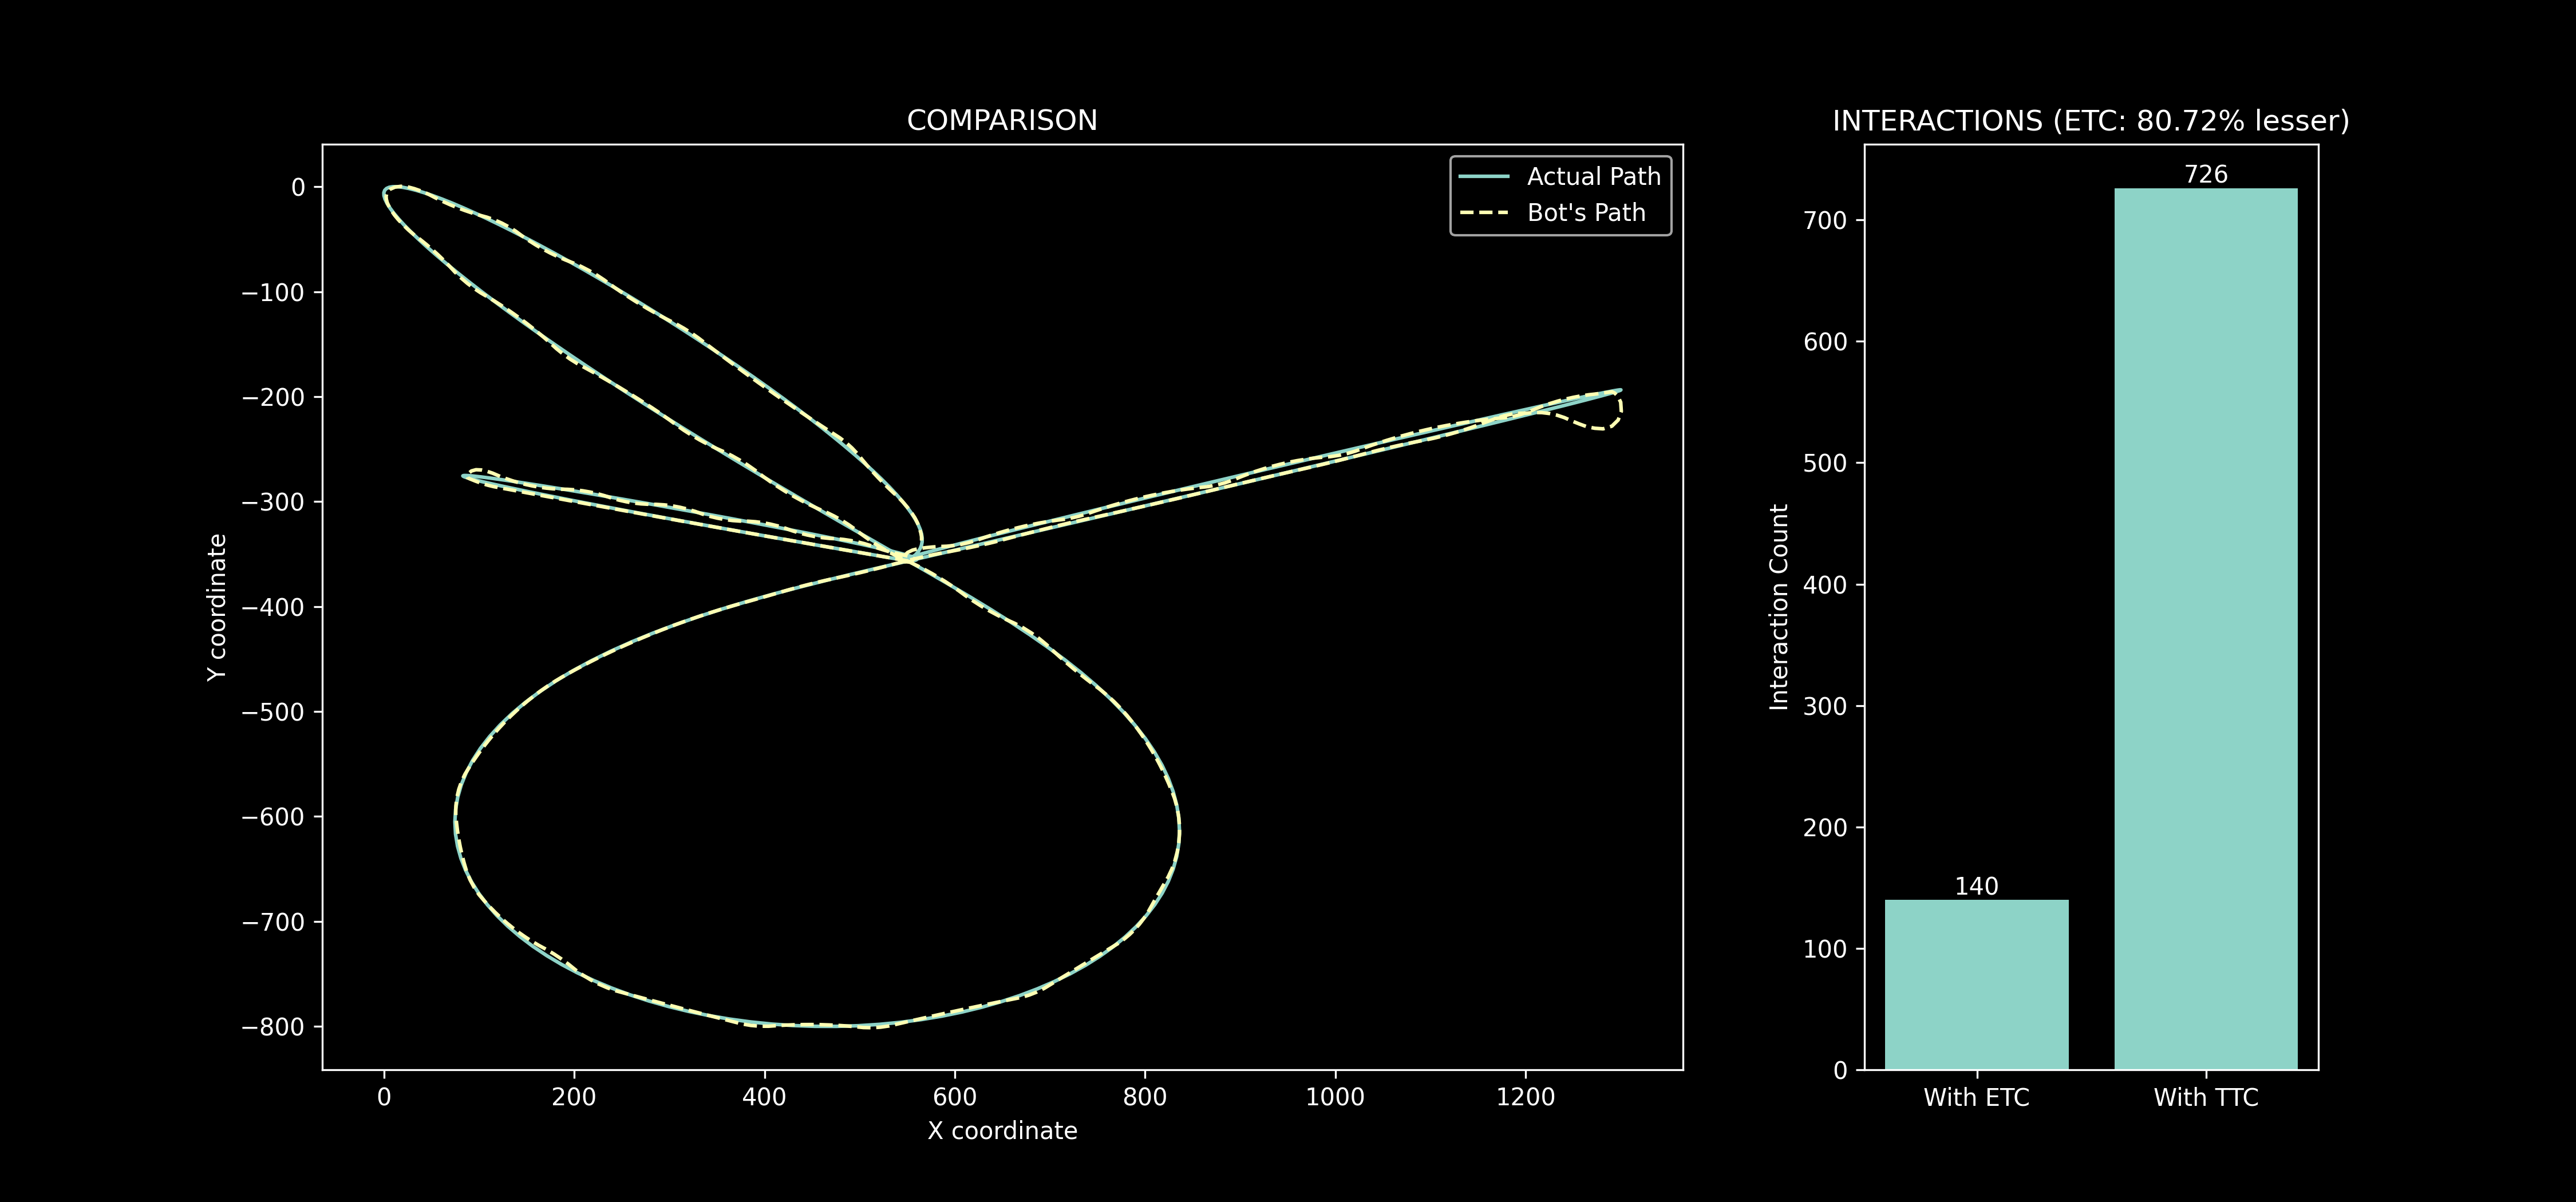 COMPARISON
Actual Path
Bot's Path
0
−100
−200
−300
−400
−500
−600
−700
−800
Y coordinate
0
200
400
600
800
1000
1200
X coordinate
INTERACTIONS (ETC: 80.72% lesser)
726
140
700
600
500
400
300
200
100
0
Interaction Count
With ETC
With TTC